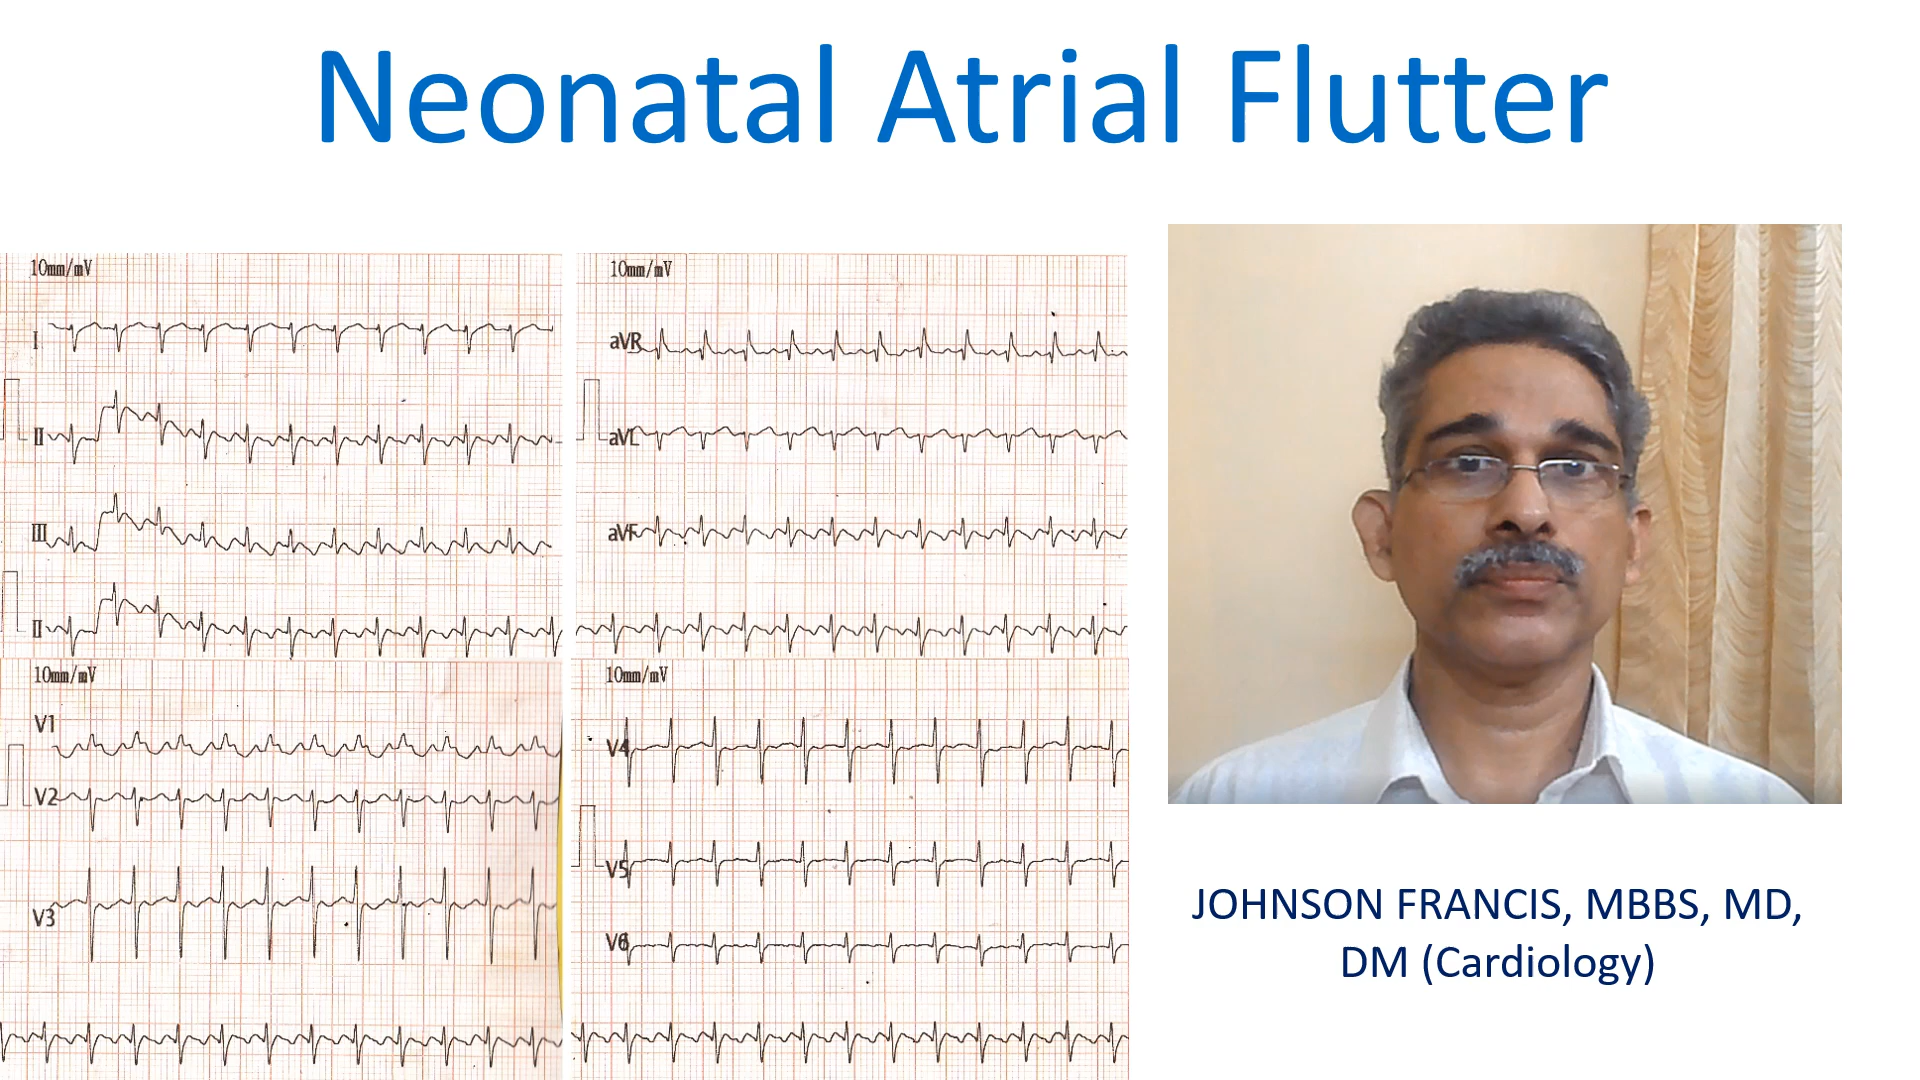 Neonatal Atrial Flutter
10mm/mV
I
II
III
II
10mm/mV
aVR
aVL
aVF
10mm/mV
V1
V2
V3
10mm/mV
V4
V5
V6
JOHNSON FRANCIS, MBBS, MD,
DM (Cardiology)